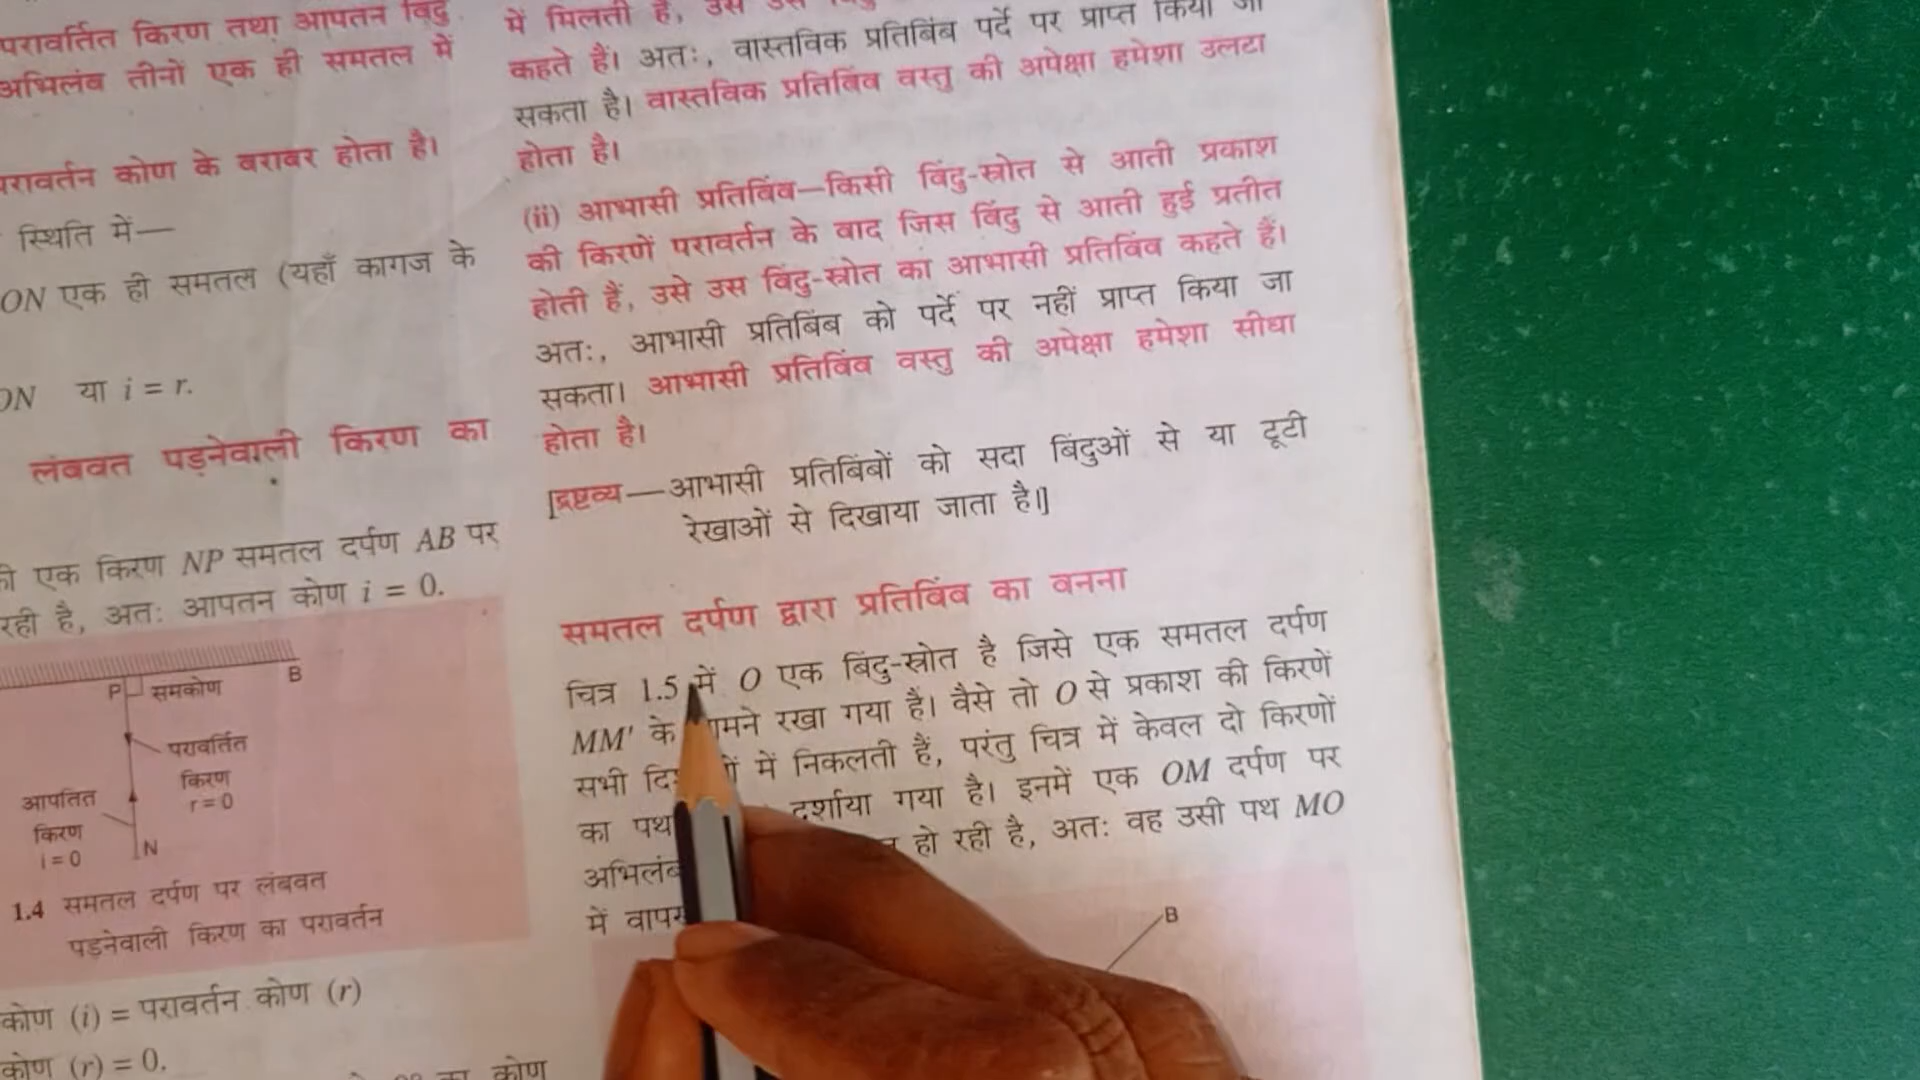 परावर्तित किरण तथा आपतन बिंदु
अभिलंब तीनों एक ही समतल में
परावर्तन कोण के बराबर होता है।
स्थिति में—
ON एक ही समतल (यहाँ कागज के
ON या i = r.
लंबवत पड़नेवाली किरण का
एक किरण NP समतल दर्पण AB पर
रही है, अतः आपतन कोण i = 0.
P समकोण B
परावर्तित
किरण
r = 0
आपतित
किरण
i = 0
N
1.4 समतल दर्पण पर लंबवत
पड़नेवाली किरण का परावर्तन
कोण (i) = परावर्तन कोण (r)
कोण (r) = 0.
का कोण
में मिलती है, उसे उस
कहते हैं। अतः, वास्तविक प्रतिबिंब पर्दे पर प्राप्त किया जा
सकता है। वास्तविक प्रतिबिंब वस्तु की अपेक्षा हमेशा उलटा
होता है।
(ii) आभासी प्रतिबिंब—किसी बिंदु-स्रोत से आती प्रकाश
की किरणें परावर्तन के बाद जिस बिंदु से आती हुई प्रतीत
होती हैं, उसे उस बिंदु-स्रोत का आभासी प्रतिबिंब कहते हैं।
अतः, आभासी प्रतिबिंब को पर्दे पर नहीं प्राप्त किया जा
सकता। आभासी प्रतिबिंब वस्तु की अपेक्षा हमेशा सीधा
होता है।
[द्रष्टव्य—आभासी प्रतिबिंबों को सदा बिंदुओं से या टूटी
रेखाओं से दिखाया जाता है।]
समतल दर्पण द्वारा प्रतिबिंब का बनना
चित्र 1.5 में O एक बिंदु-स्रोत है जिसे एक समतल दर्पण
MM' के रखा गया है। वैसे तो O से प्रकाश की किरणें
सभी में निकलती हैं, परंतु चित्र में केवल दो किरणों
का पथ दर्शाया गया है। इनमें एक OM दर्पण पर
हो रही है, अतः वह उसी पथ MO
में
B